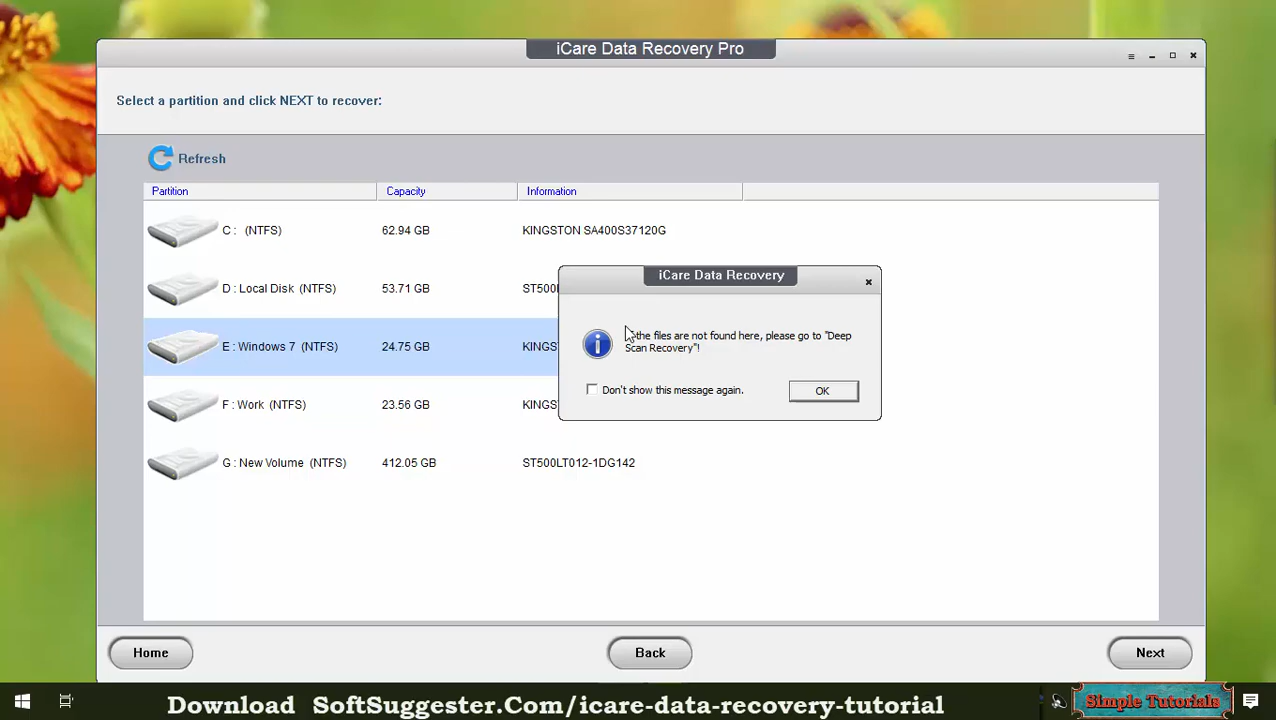 iCare Data Recovery Pro
Select a partition and click NEXT to recover:
Refresh
Partition Capacity Information
C : (NTFS) 62.94 GB KINGSTON SA400S37120G
D : Local Disk (NTFS) 53.71 GB ST500
E : Windows 7 (NTFS) 24.75 GB KINGS
F : Work (NTFS) 23.56 GB KINGS
G : New Volume (NTFS) 412.05 GB ST500LT012-1DG142
iCare Data Recovery
the files are not found here, please go to "Deep
Scan Recovery"!
Don't show this message again.
OK
Home Back Next
Download SoftSuggester.Com/icare-data-recovery-tutorial
Simple Tutorials